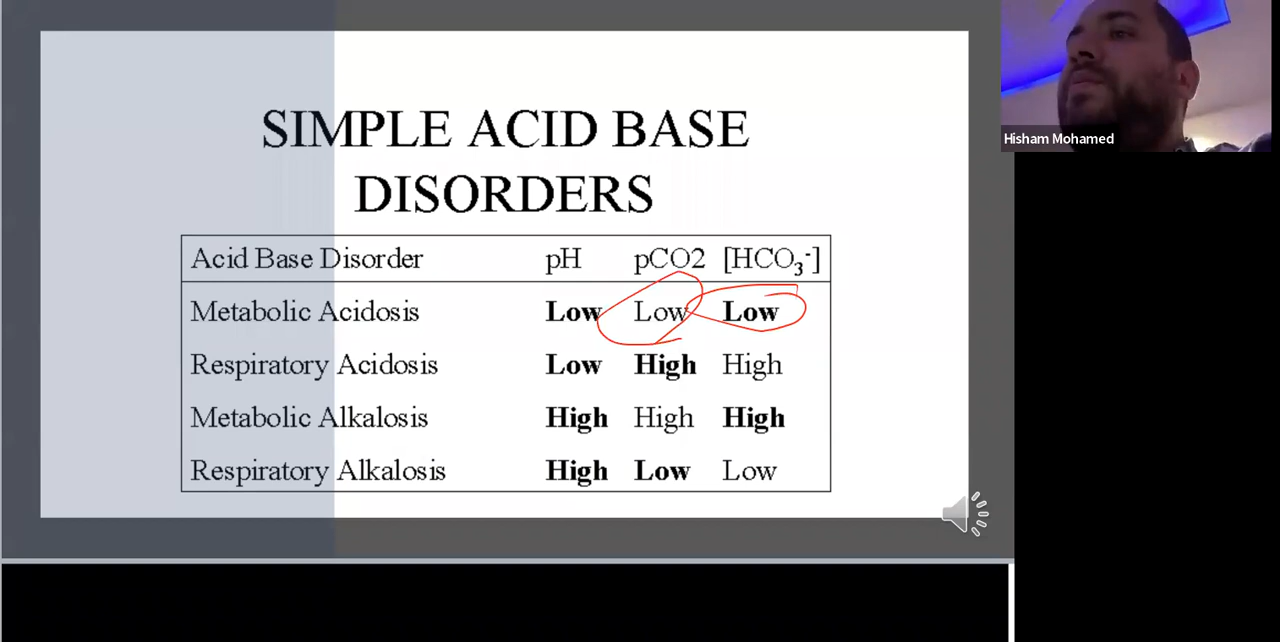 SIMPLE ACID BASE
DISORDERS
Acid Base Disorder pH pCO2 [HCO₃⁻]
Metabolic Acidosis Low Low Low
Respiratory Acidosis Low High High
Metabolic Alkalosis High High High
Respiratory Alkalosis High Low Low
Hisham Mohamed